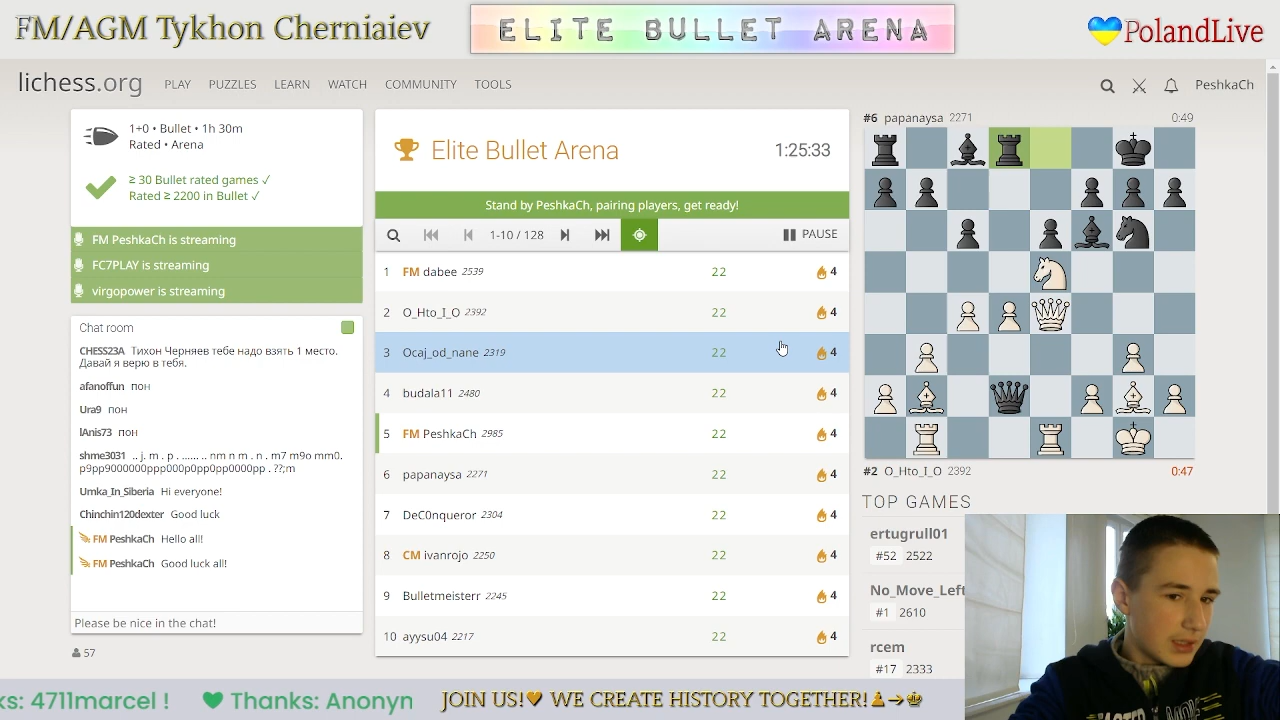 FM/AGM Tykhon Cherniaiev
ELITE BULLET ARENA
PolandLive
lichess.org
PLAY
PUZZLES
LEARN
WATCH
COMMUNITY
TOOLS
PeshkaCh
1+0 • Bullet • 1h 30m
Rated • Arena
≥ 30 Bullet rated games ✓
Rated ≥ 2200 in Bullet ✓
FM PeshkaCh is streaming
FC7PLAY is streaming
virgopower is streaming
Chat room
CHESS23A Тихон Черняев тебе надо взять 1 место.
Давай я верю в тебя.
afanoffun пон
Ura9 пон
lAnis73 пон
shme3031 .. j. m . p . ...... .. nm n m . n . m7 m9o mm0.
p9pp9000000ppp000p0pp0pp0000pp . ??;m
Umka_In_Siberia Hi everyone!
Chinchin120dexter Good luck
FM PeshkaCh Hello all!
FM PeshkaCh Good luck all!
Please be nice in the chat!
57
Elite Bullet Arena
1:25:33
Stand by PeshkaCh, pairing players, get ready!
1-10 / 128
PAUSE
1 FM dabee 2539 22 4
2 O_Hto_I_O 2392 22 4
3 Ocaj_od_nane 2319 22 4
4 budala11 2480 22 4
5 FM PeshkaCh 2985 22 4
6 papanaysa 2271 22 4
7 DeC0nqueror 2304 22 4
8 CM ivanrojo 2250 22 4
9 Bulletmeisterr 2245 22 4
10 ayysu04 2217 22 4
#6 papanaysa 2271 0:49
#2 O_Hto_I_O 2392 0:47
TOP GAMES
ertugrull01
#52 2522
No_Move_Left
#1 2610
rcem
#17 2333
ks: 4711marcel ! Thanks: Anonyn
JOIN US! WE CREATE HISTORY TOGETHER!